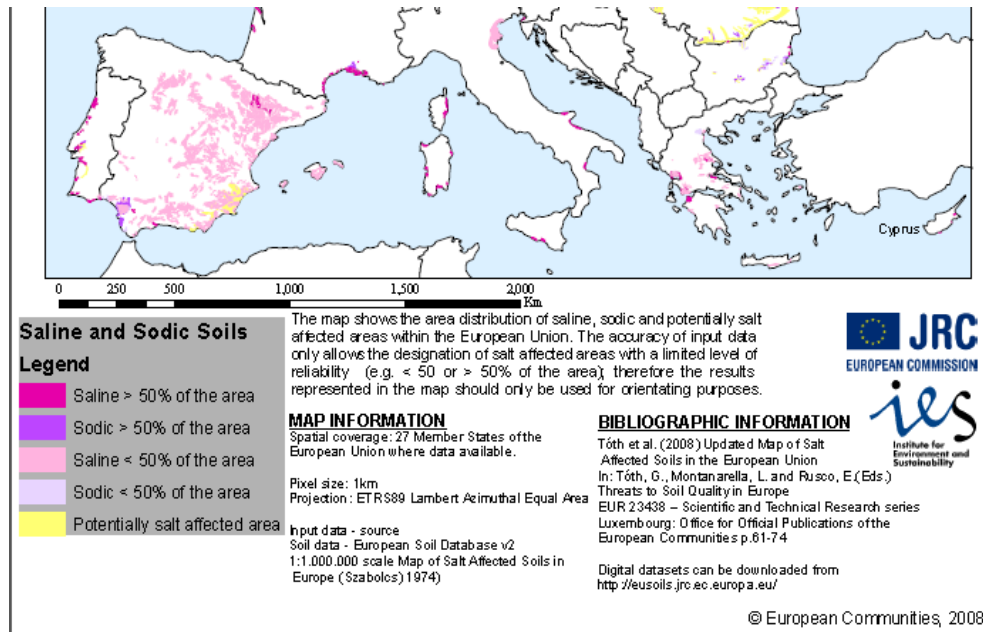 Cyprus
0 250 500 1,000 1,500 2,000
Km
Saline and Sodic Soils
Legend
Saline > 50% of the area
Sodic > 50% of the area
Saline < 50% of the area
Sodic < 50% of the area
Potentially salt affected area
The map shows the area distribution of saline, sodic and potentially salt
affected areas within the European Union. The accuracy of input data
only allows the designation of salt affected areas with a limited level of
reliability (e.g. < 50 or > 50% of the area), therefore the results
represented in the map should only be used for orientating purposes.
MAP INFORMATION
Spatial coverage: 27 Member States of the
European Union where data available.
Pixel size: 1km
Projection: ETRS89 Lambert Azimuthal Equal Area
Input data - source
Soil data - European Soil Database v2
1:1.000.000 scale Map of Salt Affected Soils in
Europe (Szabolcs) 1974)
JRC
EUROPEAN COMMISSION
ies
Institute for
Environment and
Sustainability
BIBLIOGRAPHIC INFORMATION
Tóth et al. (2008) Updated Map of Salt
Affected Soils in the European Union
In: Tóth, G., Montanarella, L. and Rusco, E.(Eds.)
Threats to Soil Quality in Europe
EUR 23438 – Scientific and Technical Research series
Luxembourg: Office for Official Publications of the
European Communities p.61-74
Digital datasets can be downloaded from
http://eusoils.jrc.ec.europa.eu/
© European Communities, 2008